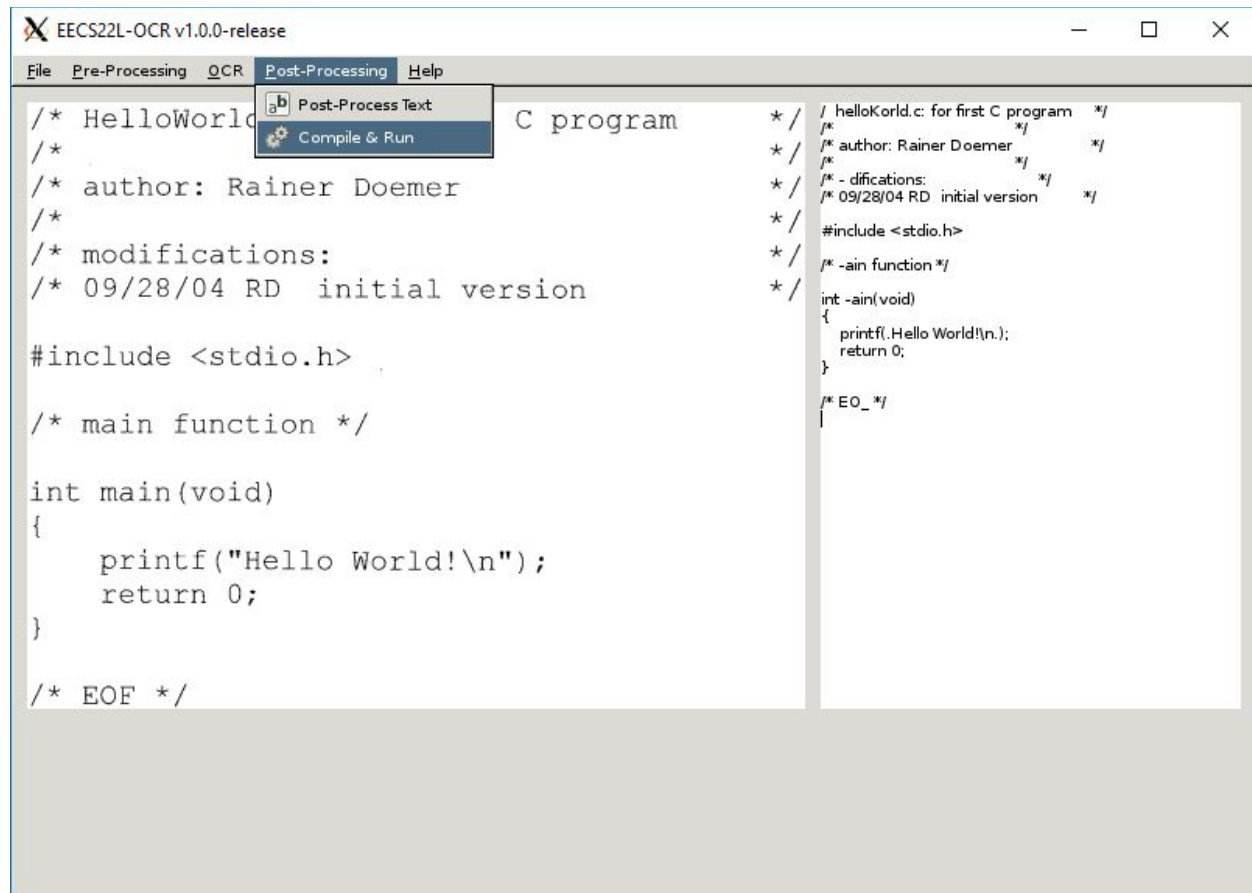 EECS22L-OCR v1.0.0-release
File Pre-Processing OCR Post-Processing Help
Post-Process Text
Compile & Run
/* HelloWorld C program */
/* */
/* author: Rainer Doemer */
/* */
/* modifications: */
/* 09/28/04 RD initial version */
#include <stdio.h>
/* main function */
int main(void)
{
printf("Hello World!\n");
return 0;
}
/* EOF */
/ helloKorld.c: for first C program */
/* */
/* author: Rainer Doemer */
/* */
/* - difications: */
/* 09/28/04 RD initial version */
#include <stdio.h>
/* -ain function */
int -ain(void)
{
printf(.Hello World!\n.);
return 0;
}
/* EO_ */